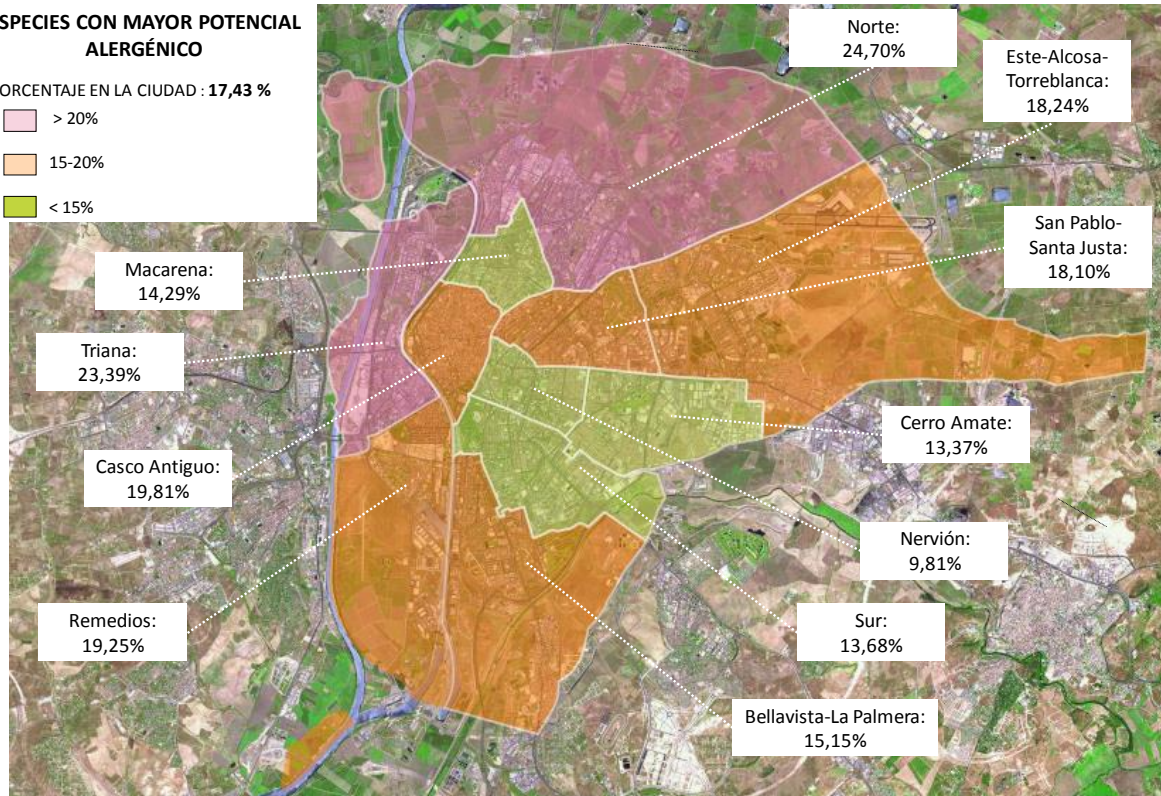 SPECIES CON MAYOR POTENCIAL
ALERGÉNICO
ORCENTAJE EN LA CIUDAD : 17,43 %
> 20%
15-20%
< 15%
Norte:
24,70%
Este-Alcosa-
Torreblanca:
18,24%
San Pablo-
Santa Justa:
18,10%
Macarena:
14,29%
Triana:
23,39%
Casco Antiguo:
19,81%
Cerro Amate:
13,37%
Nervión:
9,81%
Remedios:
19,25%
Sur:
13,68%
Bellavista-La Palmera:
15,15%